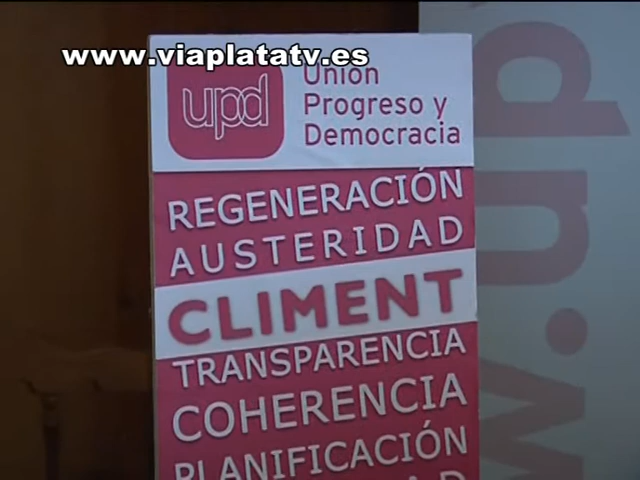 www.viaplatatv.es
upd
Unión
Progreso y
Democracia
REGENERACIÓN
AUSTERIDAD
CLIMENT
TRANSPARENCIA
COHERENCIA
PLANIFICACIÓN